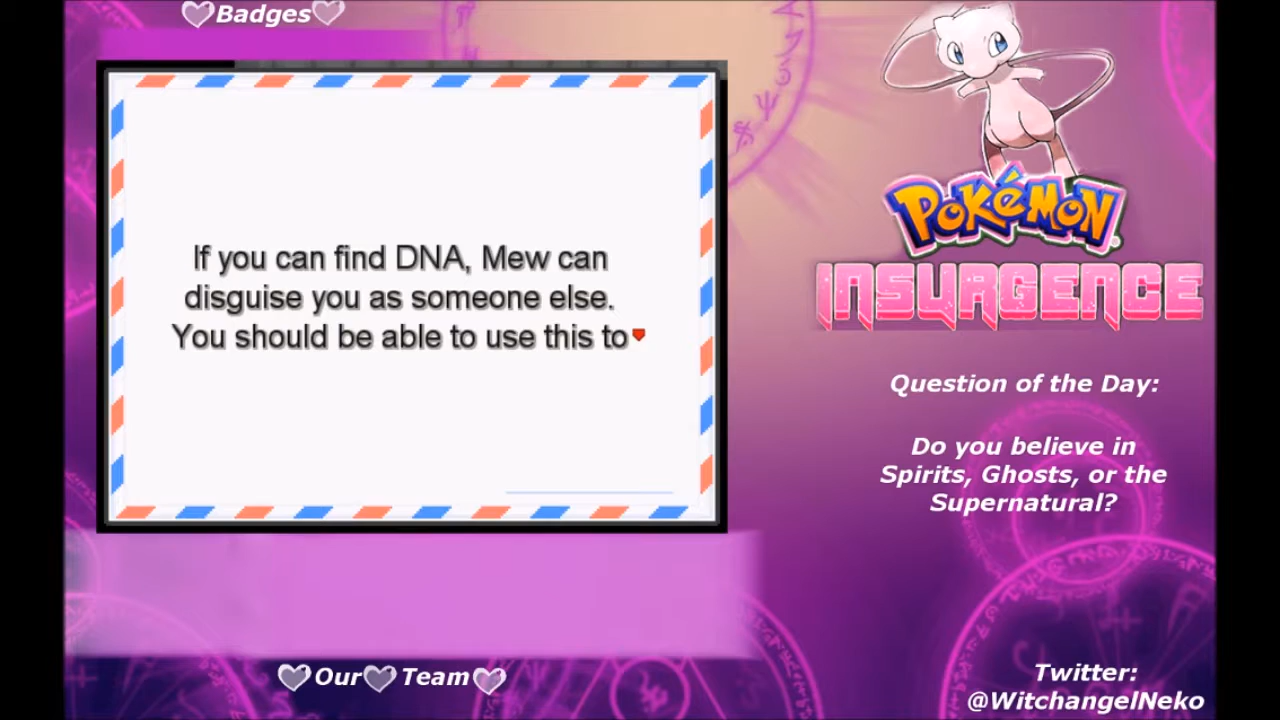 Badges
If you can find DNA, Mew can
disguise you as someone else.
You should be able to use this to
POKéMON
INSURGENCE
Question of the Day:
Do you believe in
Spirits, Ghosts, or the
Supernatural?
Our Team
Twitter:
@WitchangelNeko